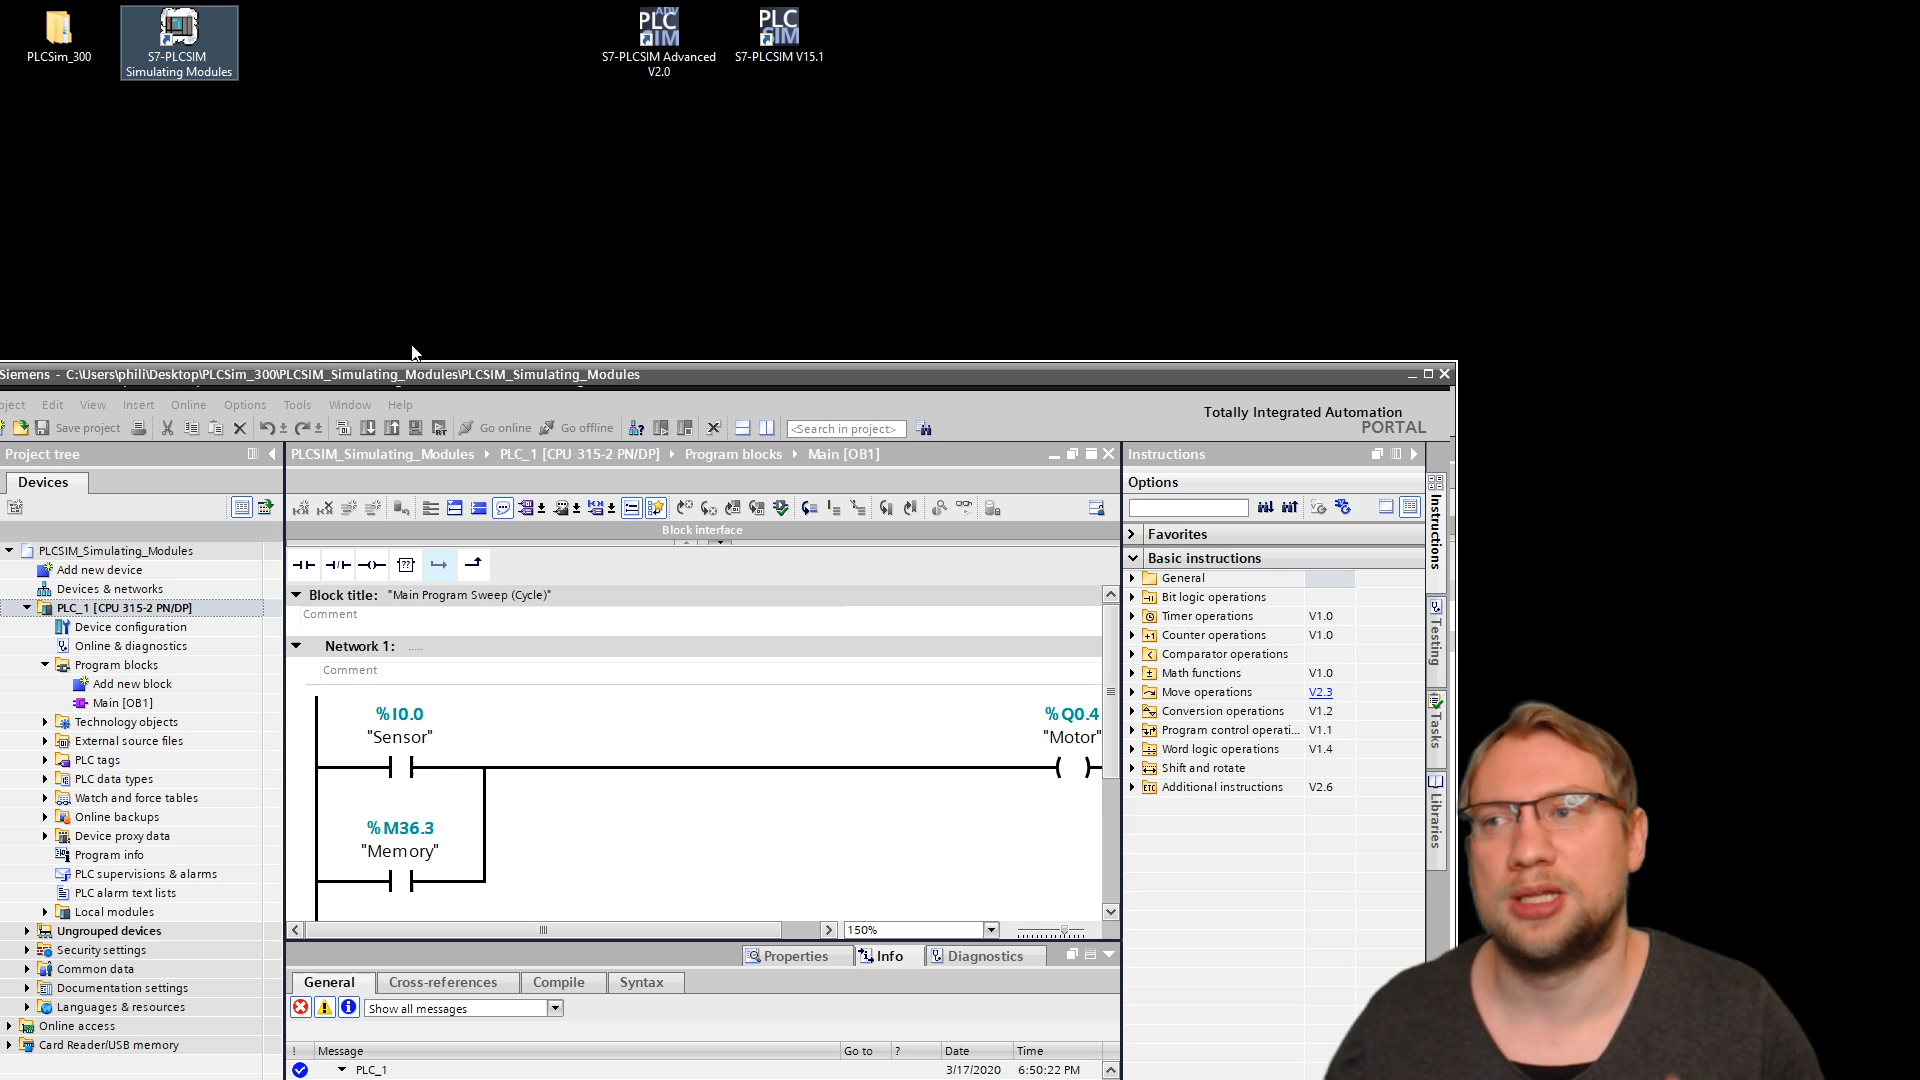 PLCSim_300
S7-PLCSIM
Simulating Modules
ADV
PLC
SIM
S7-PLCSIM Advanced
V2.0
PLC
SIM
S7-PLCSIM V15.1
Siemens - C:\Users\phili\Desktop\PLCSim_300\PLCSIM_Simulating_Modules\PLCSIM_Simulating_Modules
oject Edit View Insert Online Options Tools Window Help
Totally Integrated Automation
PORTAL
Save project
Go online
Go offline
<Search in project>
Project tree
PLCSIM_Simulating_Modules
PLC_1 [CPU 315-2 PN/DP]
Program blocks
Main [OB1]
Instructions
Devices
Options
Block interface
Favorites
Basic instructions
PLCSIM_Simulating_Modules
Add new device
Devices & networks
PLC_1 [CPU 315-2 PN/DP]
Device configuration
Online & diagnostics
Program blocks
Add new block
Main [OB1]
Technology objects
External source files
PLC tags
PLC data types
Watch and force tables
Online backups
Device proxy data
Program info
PLC supervisions & alarms
PLC alarm text lists
Local modules
Ungrouped devices
Security settings
Common data
Documentation settings
Languages & resources
Online access
Card Reader/USB memory
??
Block title: "Main Program Sweep (Cycle)"
Comment
Network 1: .....
Comment
%I0.0
"Sensor"
%Q0.4
"Motor"
%M36.3
"Memory"
150%
General
Bit logic operations
Timer operations V1.0
Counter operations V1.0
Comparator operations
Math functions V1.0
Move operations V2.3
Conversion operations V1.2
Program control operati... V1.1
Word logic operations V1.4
Shift and rotate
Additional instructions V2.6
Instructions
Testing
Tasks
Libraries
Properties
Info
Diagnostics
General
Cross-references
Compile
Syntax
Show all messages
! Message Go to ? Date Time
PLC_1 3/17/2020 6:50:22 PM